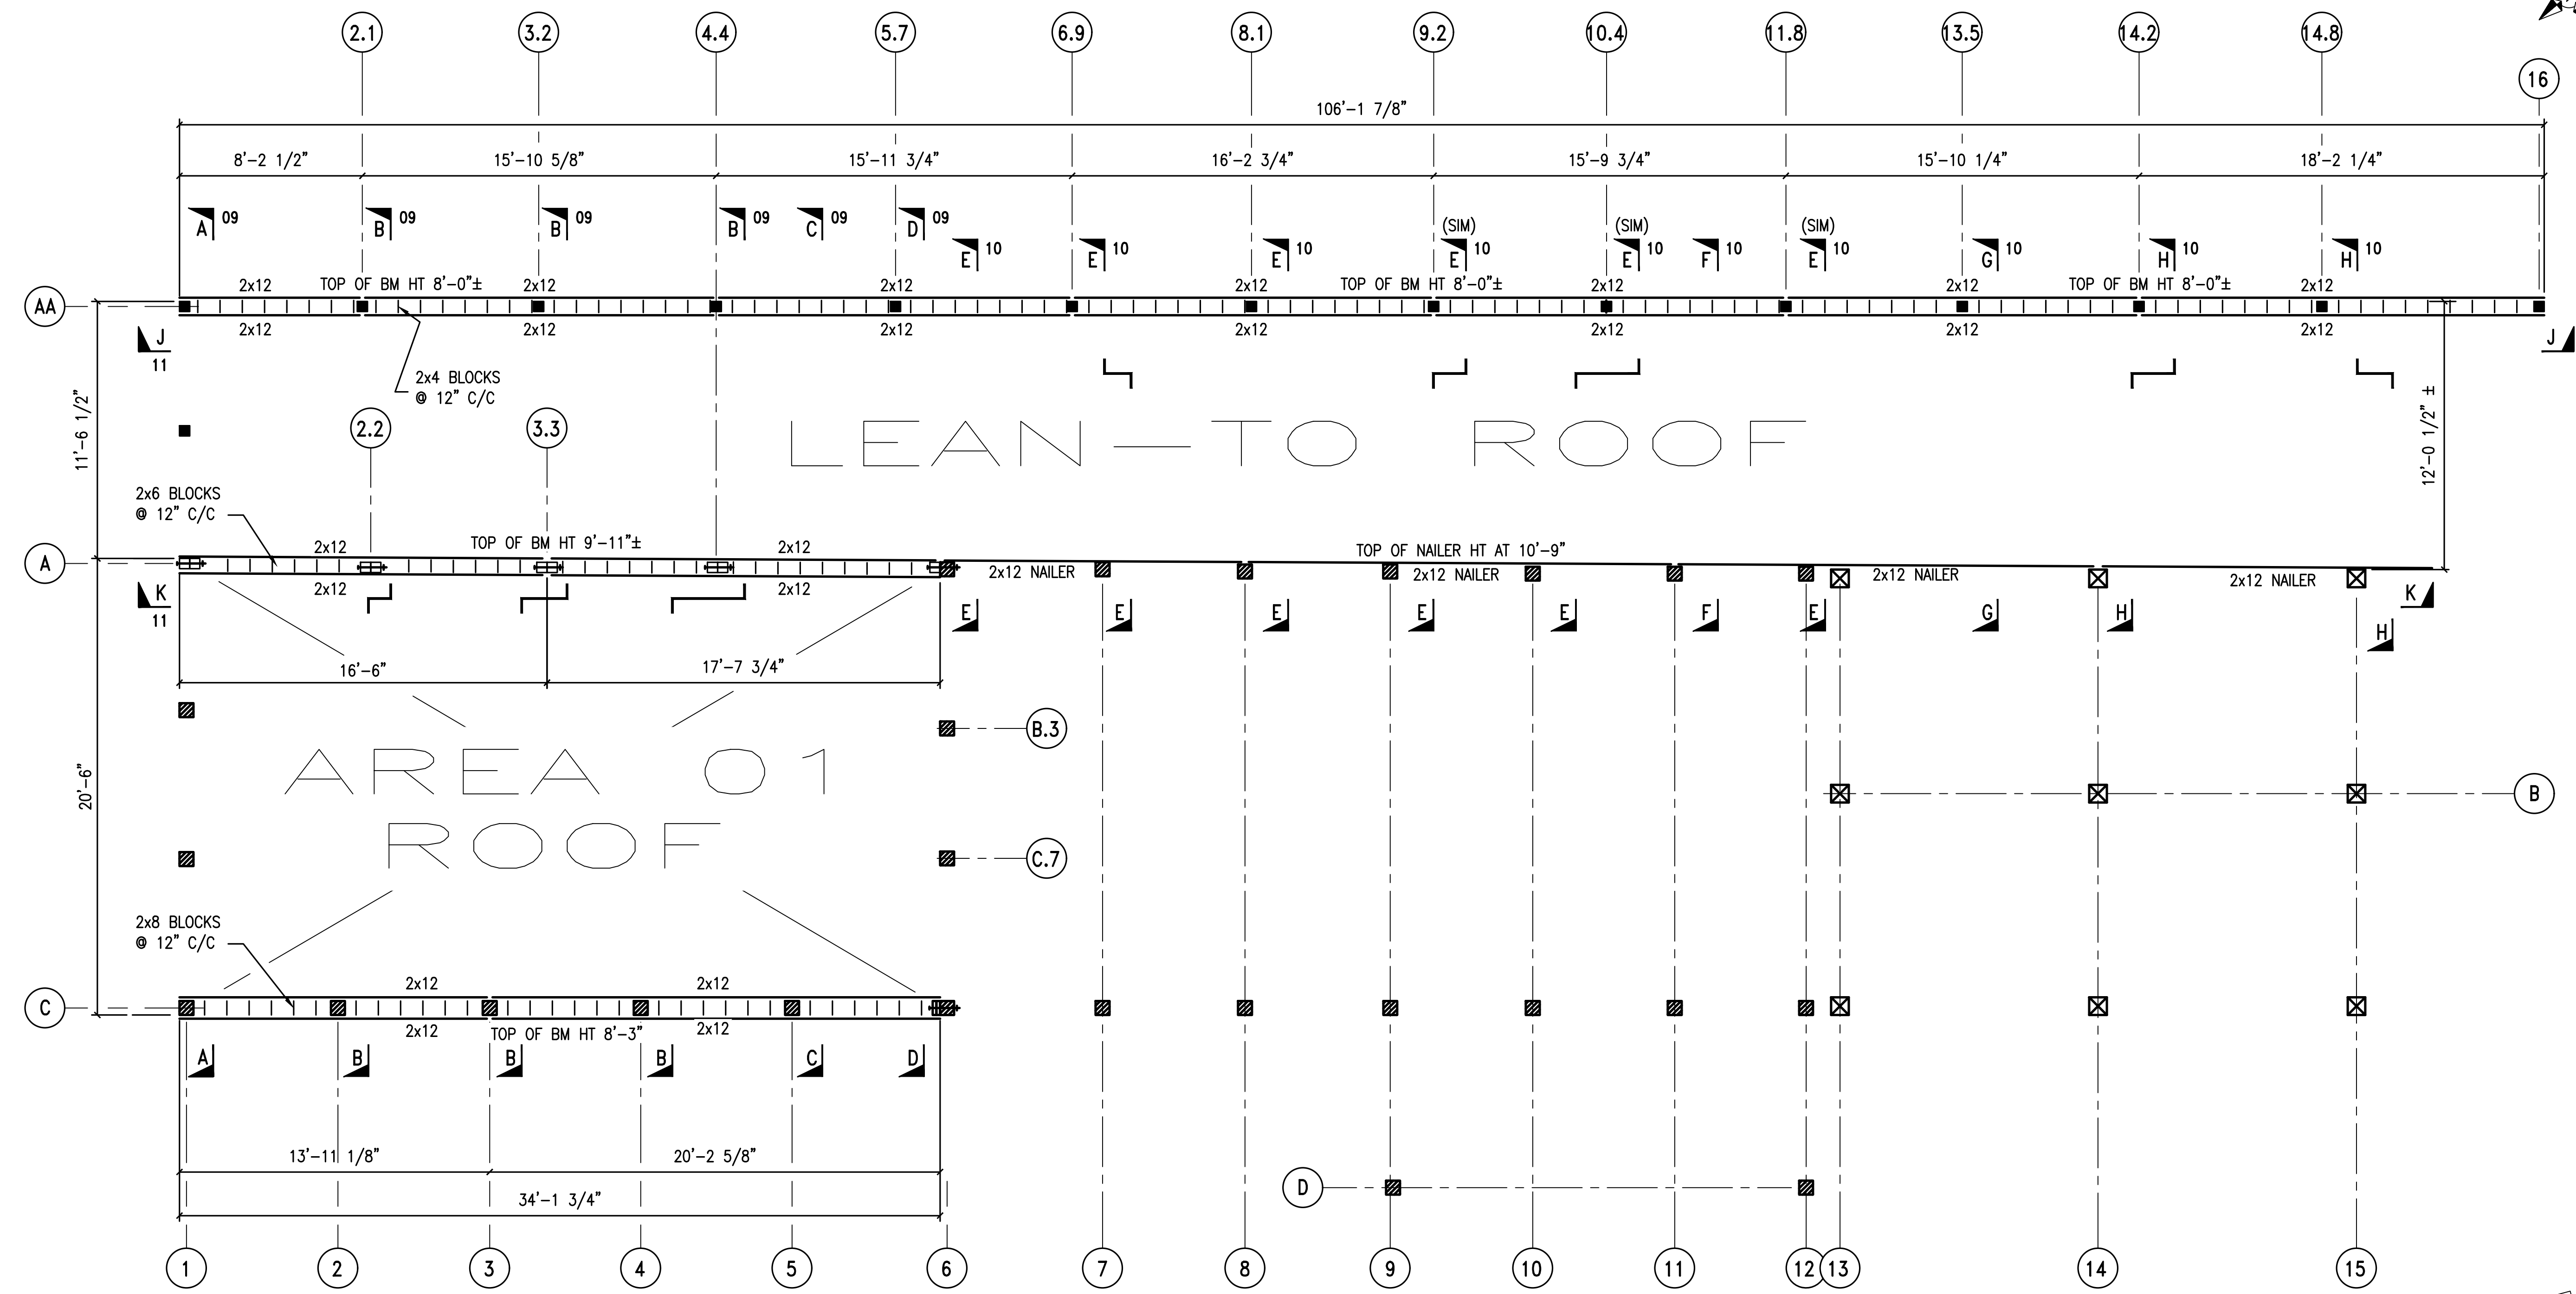 2.1 3.2 4.4 5.7 6.9 8.1 9.2 10.4 11.8 13.5 14.2 14.8
16
106'-1 7/8"
8'-2 1/2" 15'-10 5/8" 15'-11 3/4" 16'-2 3/4" 15'-9 3/4" 15'-10 1/4" 18'-2 1/4"
A 09 B 09 B 09 B 09 C 09 D 09
(SIM) (SIM) (SIM)
E 10 E 10 E 10 E 10 E 10 F 10 E 10 G 10 H 10 H 10
2x12 TOP OF BM HT 8'-0"± 2x12 2x12 2x12 TOP OF BM HT 8'-0"± 2x12 2x12 TOP OF BM HT 8'-0"± 2x12
AA
2x12 2x12 2x12 2x12 2x12 2x12 2x12
J
11
J
2x4 BLOCKS
@ 12" C/C
11'-6 1/2"
12'-0 1/2" ±
2.2 3.3
LEAN-TO ROOF
2x6 BLOCKS
@ 12" C/C
2x12 TOP OF BM HT 9'-11"± 2x12
TOP OF NAILER HT AT 10'-9"
A
2x12 NAILER 2x12 NAILER 2x12 NAILER 2x12 NAILER
2x12 2x12
K
11
K
E E E E E F E G H
H
16'-6" 17'-7 3/4"
B.3
20'-6"
AREA 01
ROOF
B
C.7
2x8 BLOCKS
@ 12" C/C
2x12 2x12
C
2x12 TOP OF BM HT 8'-3" 2x12
A B B B C D
13'-11 1/8" 20'-2 5/8"
D
34'-1 3/4"
1 2 3 4 5 6 7 8 9 10 11 12 13 14 15